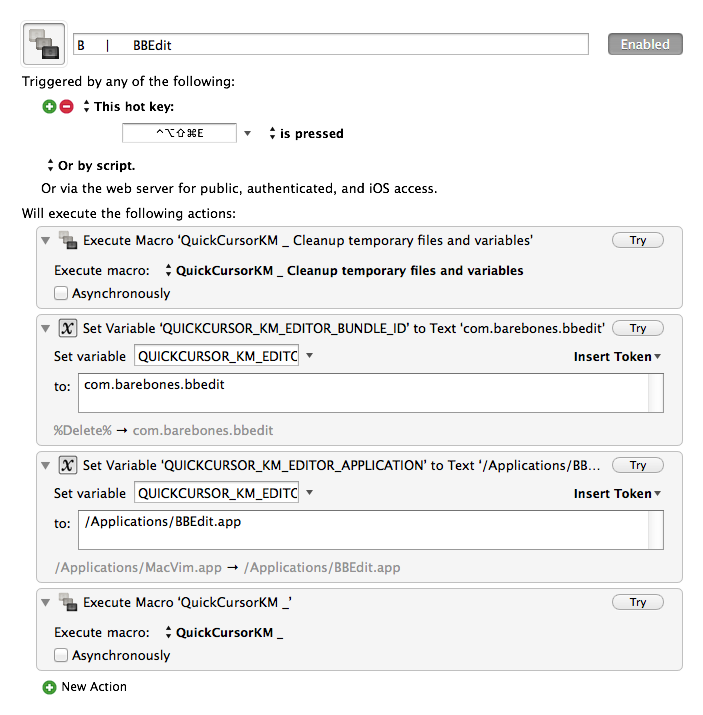 B | BBEdit
Enabled
Triggered by any of the following:
This hot key:
^⌥⇧⌘E is pressed
Or by script.
Or via the web server for public, authenticated, and iOS access.
Will execute the following actions:
Execute Macro 'QuickCursorKM _ Cleanup temporary files and variables' Try
Execute macro: QuickCursorKM _ Cleanup temporary files and variables
Asynchronously
Set Variable 'QUICKCURSOR_KM_EDITOR_BUNDLE_ID' to Text 'com.barebones.bbedit' Try
Set variable QUICKCURSOR_KM_EDITC Insert Token
to: com.barebones.bbedit
%Delete% → com.barebones.bbedit
Set Variable 'QUICKCURSOR_KM_EDITOR_APPLICATION' to Text '/Applications/BB... Try
Set variable QUICKCURSOR_KM_EDITC Insert Token
to: /Applications/BBEdit.app
/Applications/MacVim.app → /Applications/BBEdit.app
Execute Macro 'QuickCursorKM _' Try
Execute macro: QuickCursorKM _
Asynchronously
New Action